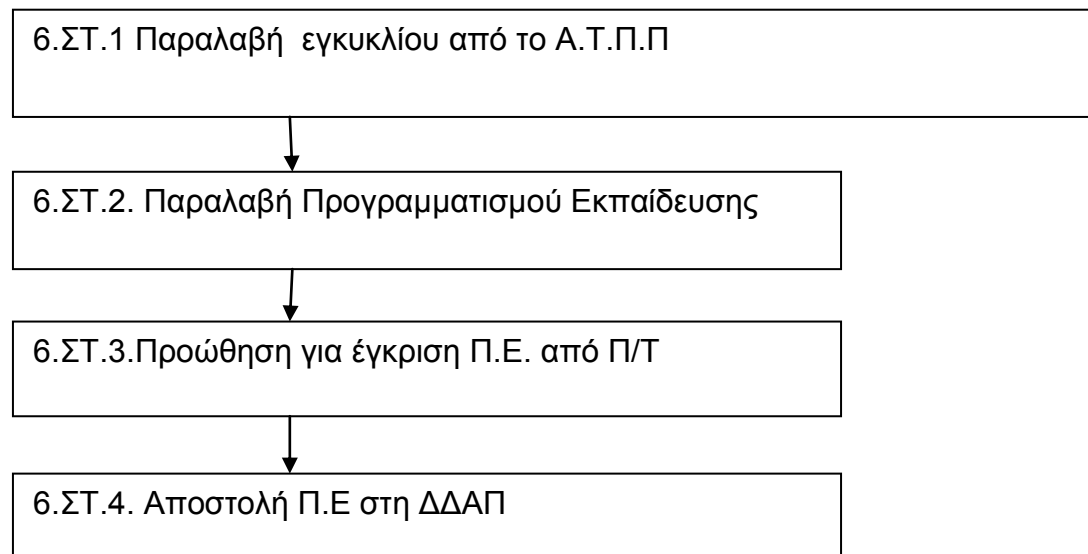 6.ΣΤ.1 Παραλαβή  εγκυκλίου από το Α.Τ.Π.Π
6.ΣΤ.2. Παραλαβή Προγραμματισμού Εκπαίδευσης
6.ΣΤ.3.Προώθηση για έγκριση Π.Ε. από Π/Τ
6.ΣΤ.4. Αποστολή Π.Ε στη ΔΔΑΠ